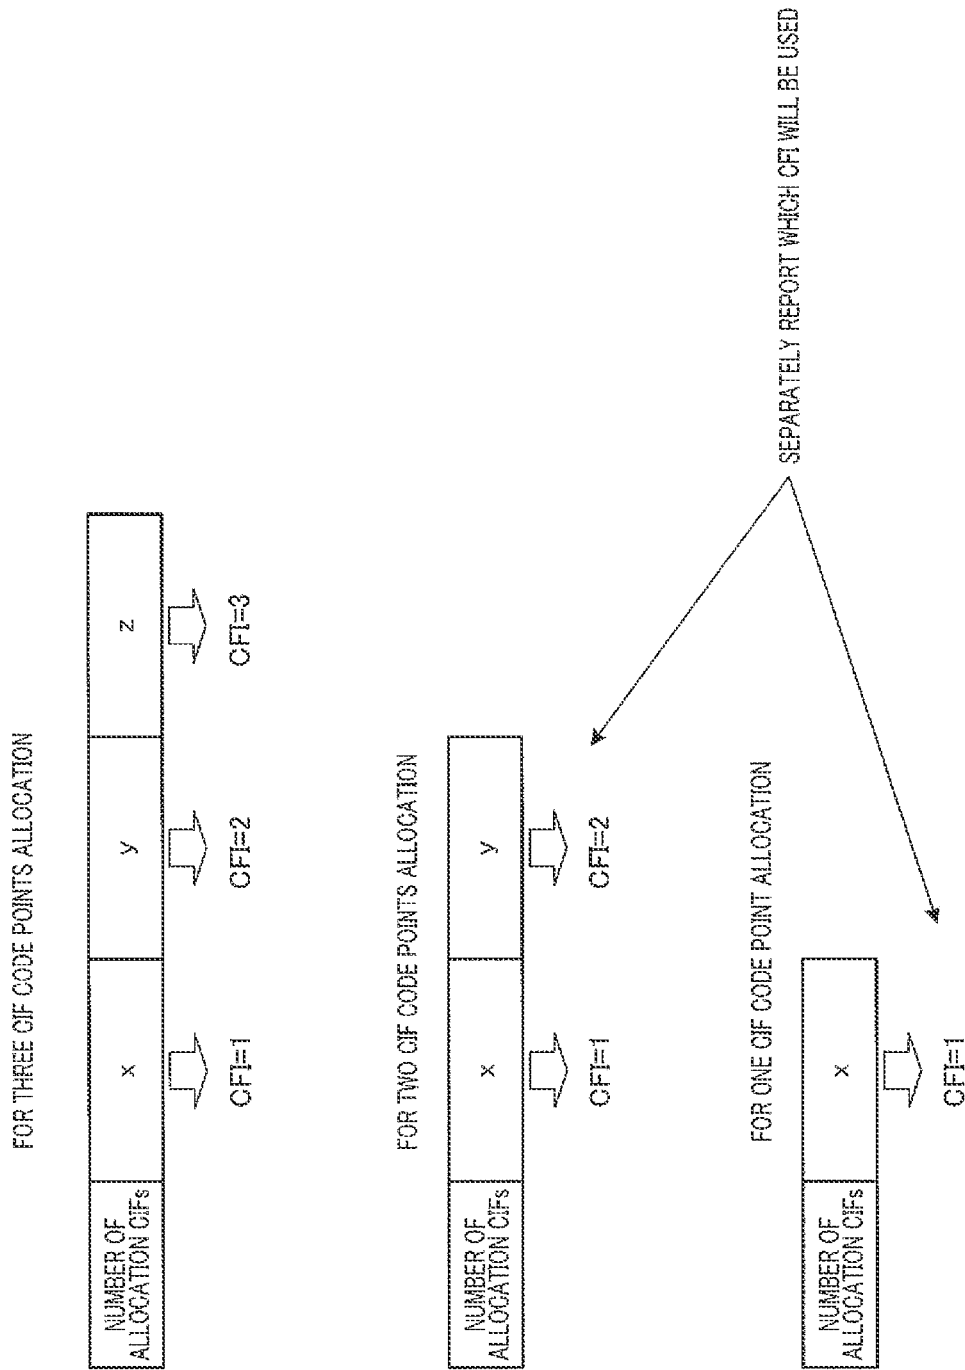 FOR THREE CIF CODE POINTS ALLOCATION
NUMBER OF
ALLOCATION CIFs
x
y
z
CFI=1
CFI=2
CFI=3
FOR TWO CIF CODE POINTS ALLOCATION
NUMBER OF
ALLOCATION CIFs
x
y
CFI=1
CFI=2
FOR ONE CIF CODE POINT ALLOCATION
NUMBER OF
ALLOCATION CIFs
x
CFI=1
SEPARATELY REPORT WHICH CFI WILL BE USED